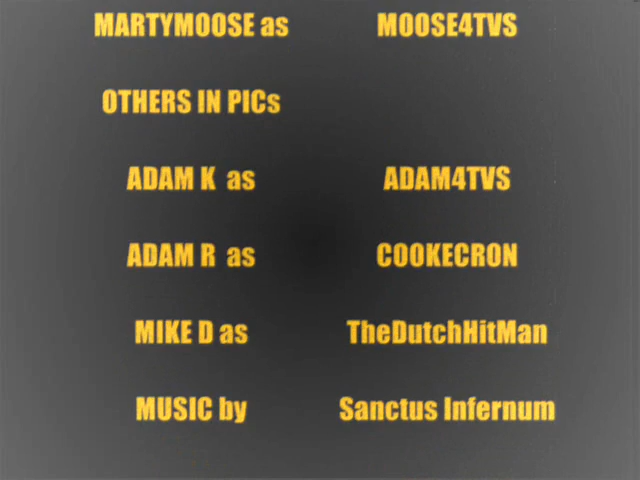 MARTYMOOSE as MOOSE4TVS
OTHERS IN PICs
ADAM K as ADAM4TVS
ADAM R as COOKECRON
MIKE D as TheDutchHitMan
MUSIC by Sanctus Infernum